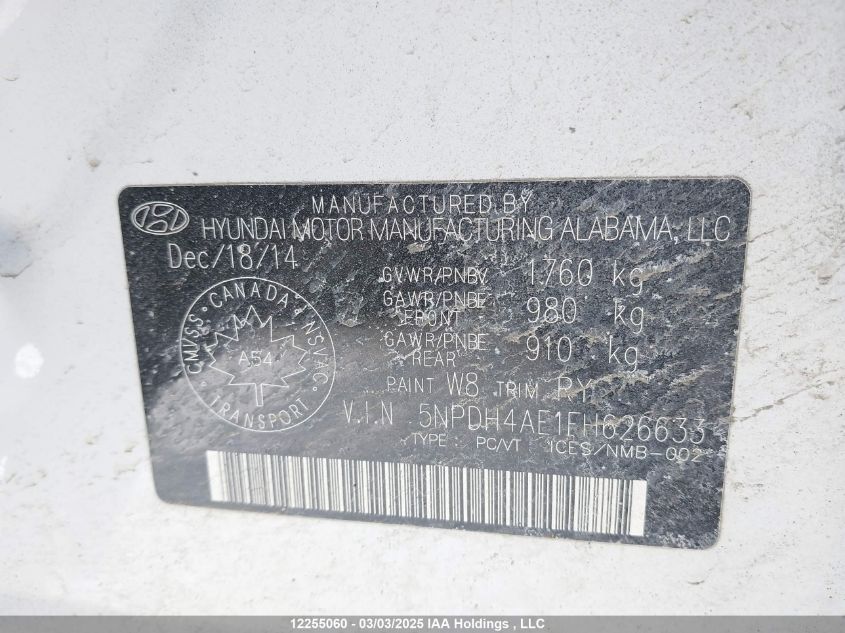 MANUFACTURED BY
HYUNDAI MOTOR MANUFACTURING ALABAMA, LLC
Dec/18/14
GVWR/PNBV 1760 kg
GAWR/PNBE FRONT 980 kg
GAWR/PNBE REAR 910 kg
PAINT W8 TRIM RY
V.I.N 5NPDH4AE1FH626633
TYPE : PC/VT ICES/NMB-002
CANADA
CMVSS NSVAC
A54
TRANSPORT
12255060 - 03/03/2025 IAA Holdings , LLC